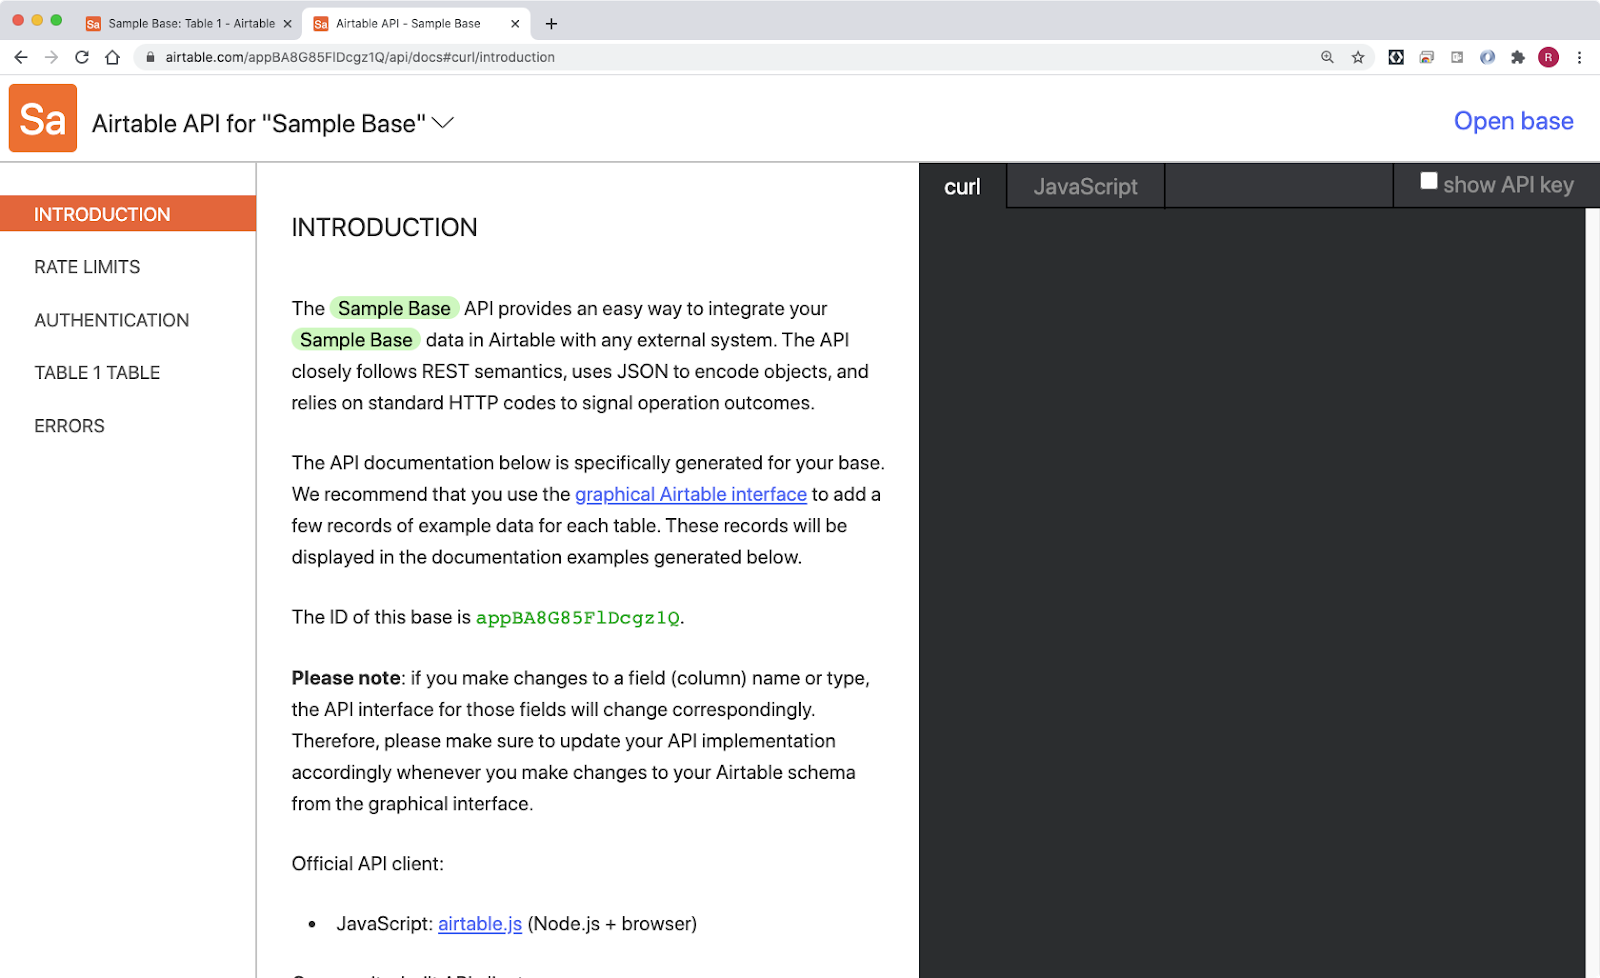 Sa Sample Base: Table 1 - Airtable
Sa Airtable API - Sample Base
airtable.com/appBA8G85FlDcgz1Q/api/docs#curl/introduction
R
Sa
Airtable API for "Sample Base"
Open base
INTRODUCTION
RATE LIMITS
AUTHENTICATION
TABLE 1 TABLE
ERRORS
INTRODUCTION
The Sample Base API provides an easy way to integrate your
Sample Base data in Airtable with any external system. The API
closely follows REST semantics, uses JSON to encode objects, and
relies on standard HTTP codes to signal operation outcomes.
The API documentation below is specifically generated for your base.
We recommend that you use the graphical Airtable interface to add a
few records of example data for each table. These records will be
displayed in the documentation examples generated below.
The ID of this base is appBA8G85FlDcgz1Q.
Please note: if you make changes to a field (column) name or type,
the API interface for those fields will change correspondingly.
Therefore, please make sure to update your API implementation
accordingly whenever you make changes to your Airtable schema
from the graphical interface.
Official API client:
• JavaScript: airtable.js (Node.js + browser)
curl
JavaScript
show API key